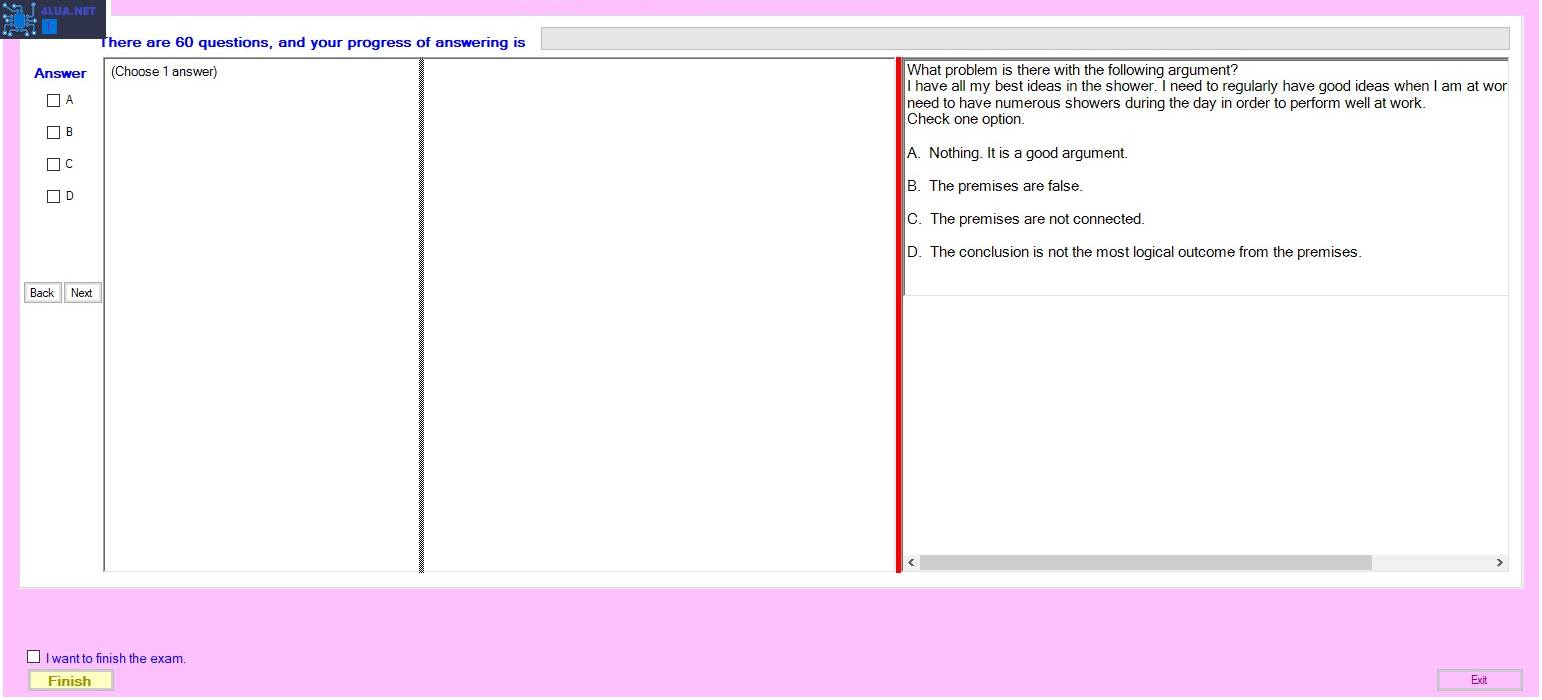 4LUA.NET
There are 60 questions, and your progress of answering is
Answer
A
B
C
D
Back Next
(Choose 1 answer)
What problem is there with the following argument?
I have all my best ideas in the shower. I need to regularly have good ideas when I am at wor
need to have numerous showers during the day in order to perform well at work.
Check one option.
A. Nothing. It is a good argument.
B. The premises are false.
C. The premises are not connected.
D. The conclusion is not the most logical outcome from the premises.
I want to finish the exam.
Finish
Exit